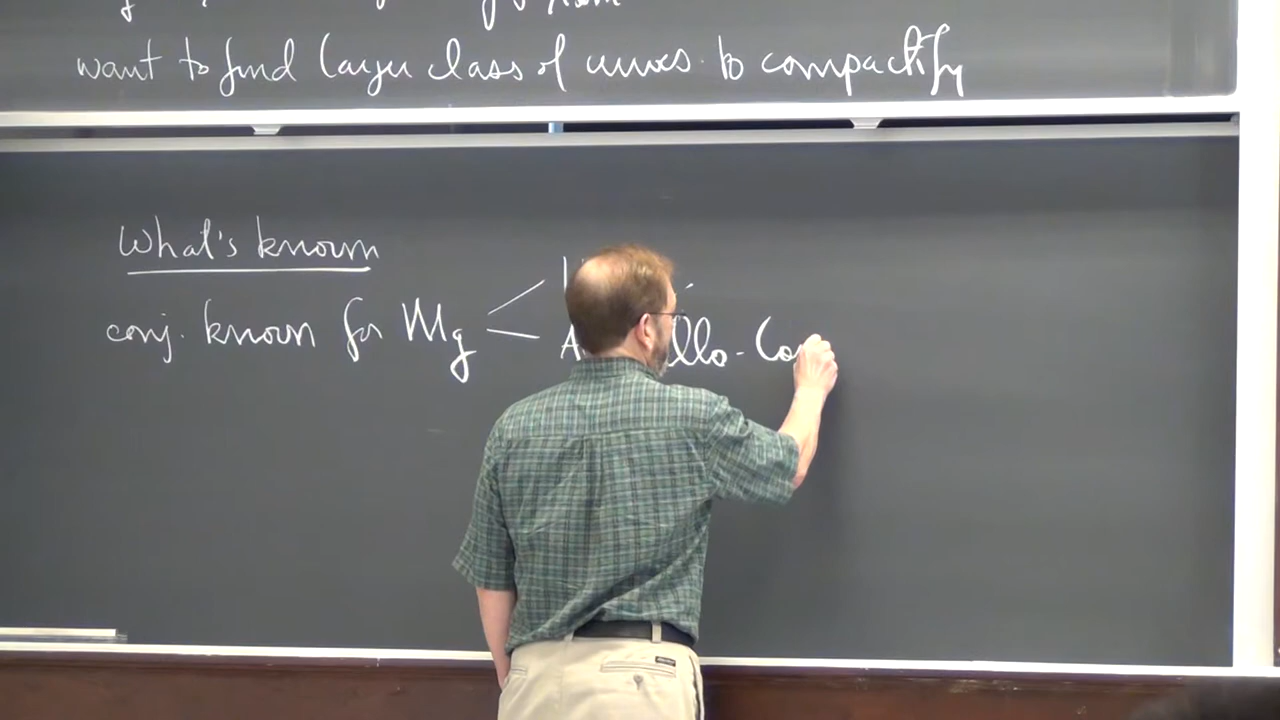 want to find larger class of curves to compactify
What's known
conj. known for Mg
llo - Co